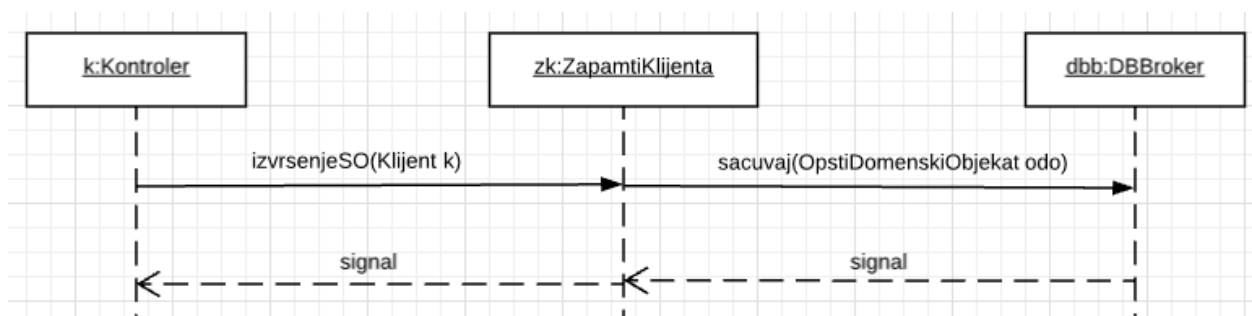 k:Kontroler
zk:ZapamtiKlijenta
dbb:DBBroker
izvrsenjeSO(Klijent k)
sacuvaj(OpstiDomenskiObjekat odo)
signal
signal